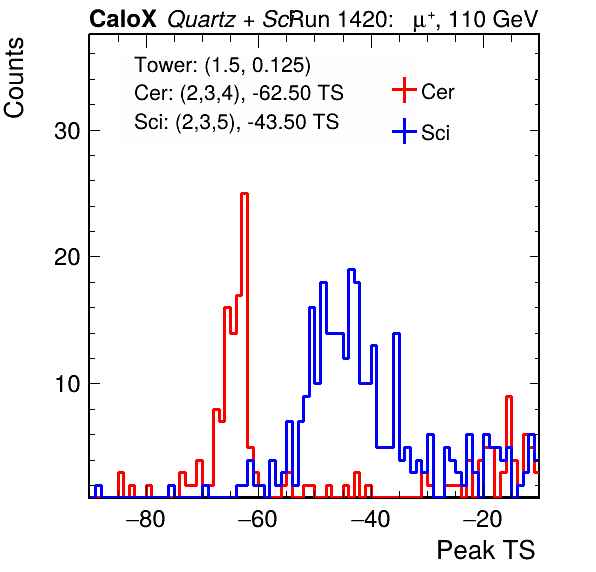 CaloX Quartz + Sci Run 1420: μ⁺, 110 GeV
Counts
Tower: (1.5, 0.125)
Cer: (2,3,4), -62.50 TS
Sci: (2,3,5), -43.50 TS
Cer
Sci
30
20
10
−80 −60 −40 −20
Peak TS